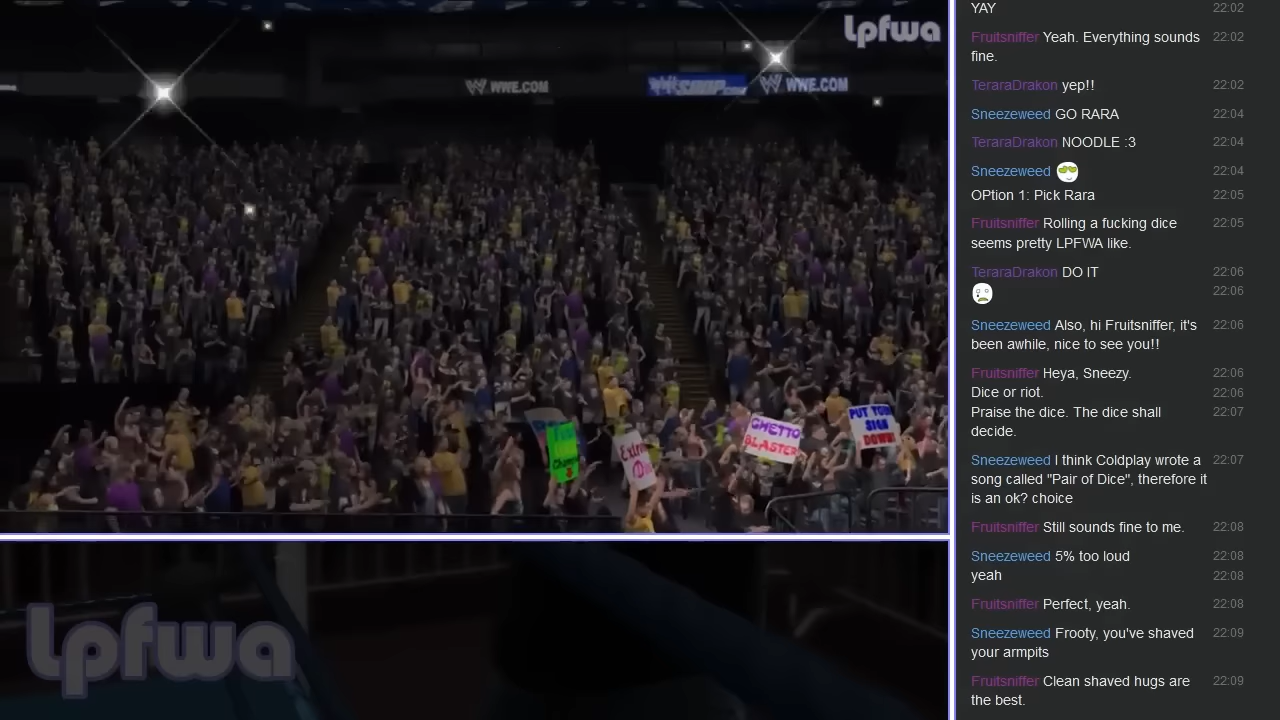 Lpfwa
WWE.COM
WWE.COM
GHETTO
BLASTER
PUT YOUR
SIGN
DOWN!
Lpfwa
YAY 22:02
Fruitsniffer Yeah. Everything sounds 22:02
fine.
TeraraDrakon yep!! 22:02
Sneezeweed GO RARA 22:04
TeraraDrakon NOODLE :3 22:04
Sneezeweed 22:04
OPtion 1: Pick Rara 22:05
Fruitsniffer Rolling a fucking dice 22:05
seems pretty LPFWA like.
TeraraDrakon DO IT 22:06
22:06
Sneezeweed Also, hi Fruitsniffer, it's 22:06
been awhile, nice to see you!!
Fruitsniffer Heya, Sneezy. 22:06
Dice or riot. 22:06
Praise the dice. The dice shall 22:07
decide.
Sneezeweed I think Coldplay wrote a 22:07
song called "Pair of Dice", therefore it
is an ok? choice
Fruitsniffer Still sounds fine to me. 22:08
Sneezeweed 5% too loud 22:08
yeah 22:08
Fruitsniffer Perfect, yeah. 22:08
Sneezeweed Frooty, you've shaved 22:09
your armpits
Fruitsniffer Clean shaved hugs are 22:09
the best.